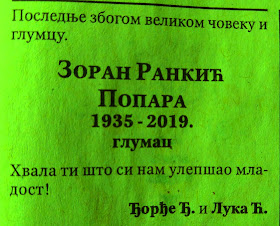 Последње збогом великом човеку и
глумцу.
Зоран Ранкић
Попара
1935 - 2019.
глумац
Хвала ти што си нам улепшао мла-
дост!
Ђорђе Ђ. и Лука Ћ.